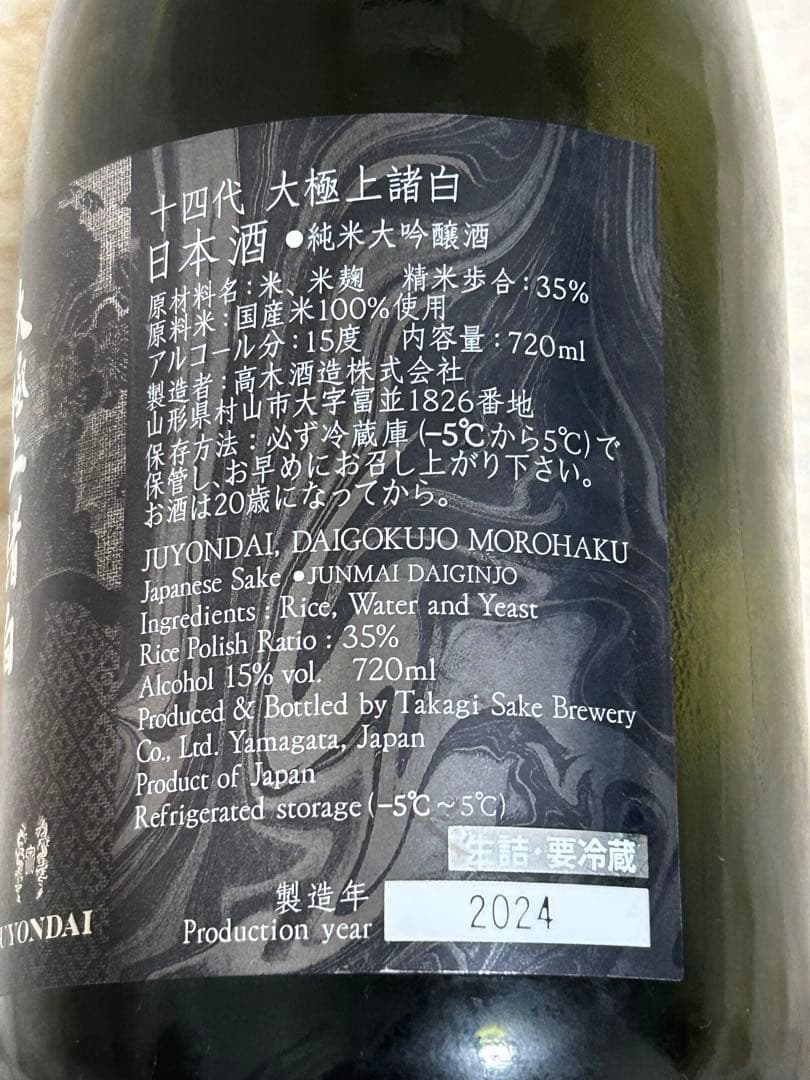 十四代 大極上諸白
日本酒 ●純米大吟醸酒
原材料名:米、米麹 精米歩合:35%
原料米:国産米100%使用
アルコール分:15度 内容量:720ml
製造者:高木酒造株式会社
山形県村山市大字富並1826番地
保存方法:必ず冷蔵庫(−5℃から5℃)で
保管し、お早めにお召し上がり下さい。
お酒は20歳になってから。
JUYONDAI, DAIGOKUJO MOROHAKU
Japanese Sake ●JUNMAI DAIGINJO
Ingredients : Rice, Water and Yeast
Rice Polish Ratio : 35%
Alcohol 15% vol. 720ml
Produced & Bottled by Takagi Sake Brewery
Co., Ltd. Yamagata, Japan
Product of Japan
Refrigerated storage (−5℃~5℃)
生詰・要冷蔵
製造年
Production year 2024
UYONDAI